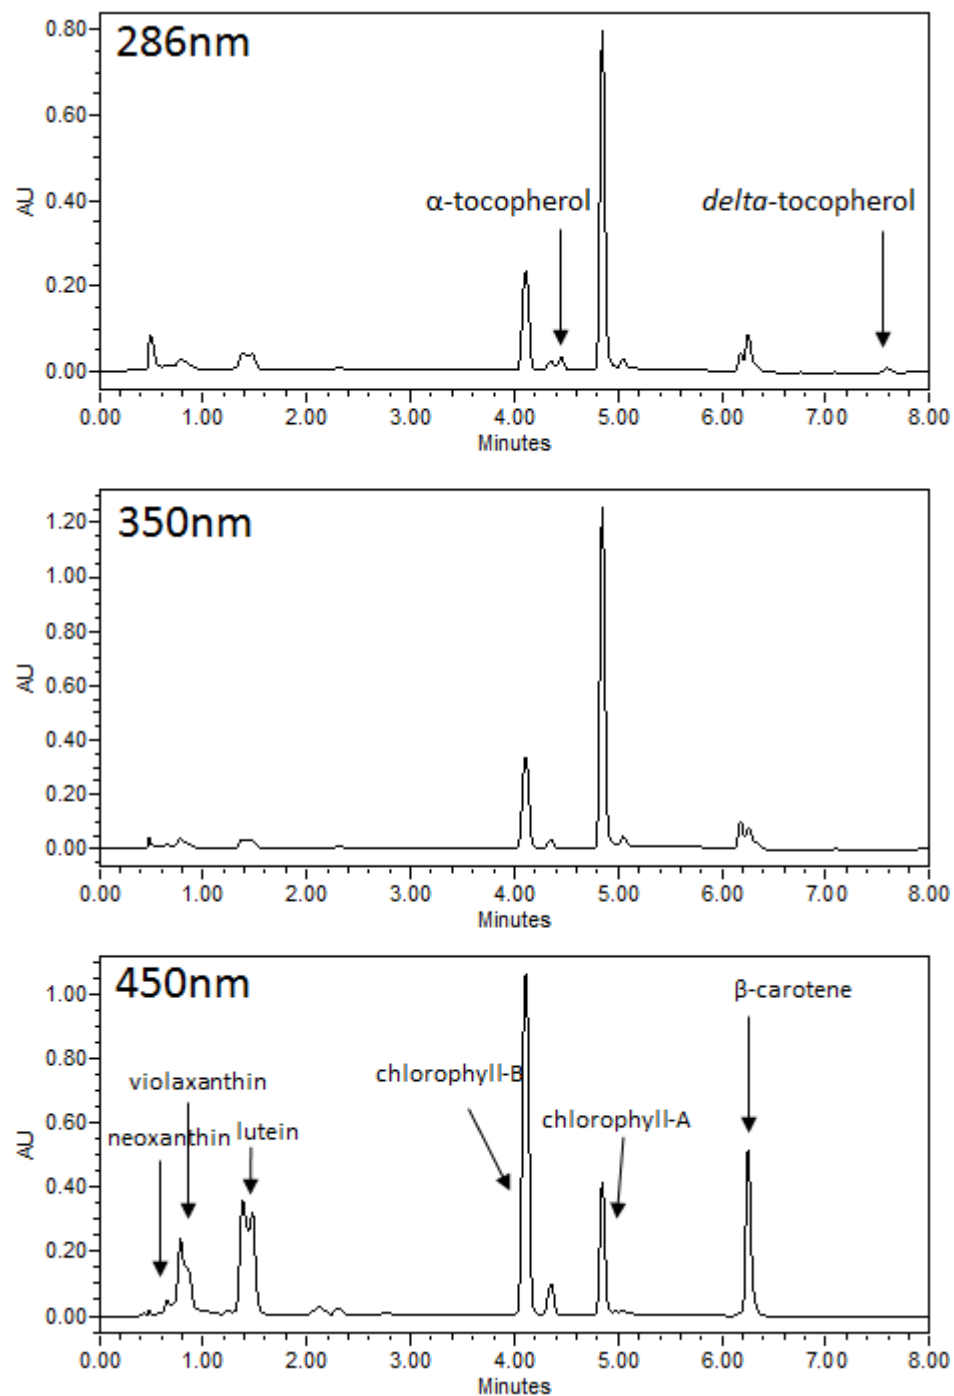 286nm
0.80
0.60
0.40
0.20
0.00
AU
α-tocopherol
delta-tocopherol
0.00 1.00 2.00 3.00 4.00 5.00 6.00 7.00 8.00
Minutes
350nm
1.20
1.00
0.80
0.60
0.40
0.20
0.00
AU
0.00 1.00 2.00 3.00 4.00 5.00 6.00 7.00 8.00
Minutes
450nm
1.00
0.80
0.60
0.40
0.20
0.00
AU
β-carotene
violaxanthin
chlorophyll-B
neoxanthin
lutein
chlorophyll-A
0.00 1.00 2.00 3.00 4.00 5.00 6.00 7.00 8.00
Minutes